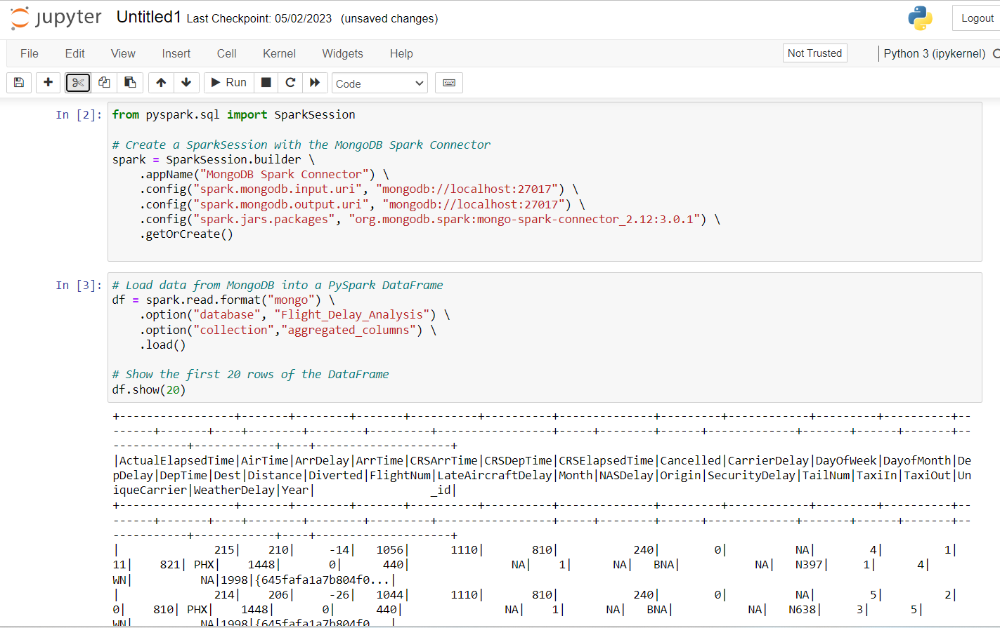 jupyter Untitled1 Last Checkpoint: 05/02/2023 (unsaved changes) Logout
File Edit View Insert Cell Kernel Widgets Help Not Trusted Python 3 (ipykernel)
Run Code
In [2]: from pyspark.sql import SparkSession
# Create a SparkSession with the MongoDB Spark Connector
spark = SparkSession.builder \
.appName("MongoDB Spark Connector") \
.config("spark.mongodb.input.uri", "mongodb://localhost:27017") \
.config("spark.mongodb.output.uri", "mongodb://localhost:27017") \
.config("spark.jars.packages", "org.mongodb.spark:mongo-spark-connector_2.12:3.0.1") \
.getOrCreate()
In [3]: # Load data from MongoDB into a PySpark DataFrame
df = spark.read.format("mongo") \
.option("database", "Flight_Delay_Analysis") \
.option("collection","aggregated_columns") \
.load()
# Show the first 20 rows of the DataFrame
df.show(20)
+-----------------+-------+--------+-------+----------+----------+--------------+---------+------------+---------+----------+--
------+-------+----+--------+--------+---------+-----------------+-----+--------+------+-------------+-------+------+-------+--
-----------+------------+----+--------------------+
|ActualElapsedTime|AirTime|ArrDelay|ArrTime|CRSArrTime|CRSDepTime|CRSElapsedTime|Cancelled|CarrierDelay|DayOfWeek|DayofMonth|De
pDelay|DepTime|Dest|Distance|Diverted|FlightNum|LateAircraftDelay|Month|NASDelay|Origin|SecurityDelay|TailNum|TaxiIn|TaxiOut|Un
iqueCarrier|WeatherDelay|Year| _id|
+-----------------+-------+--------+-------+----------+----------+--------------+---------+------------+---------+----------+--
------+-------+----+--------+--------+---------+-----------------+-----+--------+------+-------------+-------+------+-------+--
-----------+------------+----+--------------------+
| 215| 210| -14| 1056| 1110| 810| 240| 0| NA| 4| 1|
11| 821| PHX| 1448| 0| 440| NA| 1| NA| BNA| NA| N397| 1| 4|
WN| NA|1998|{645fafa1a7b804f0...|
| 214| 206| -26| 1044| 1110| 810| 240| 0| NA| 5| 2|
0| 810| PHX| 1448| 0| 440| NA| 1| NA| BNA| NA| N638| 3| 5|
WN| NA|1998|{645fafa1a7b804f0...|